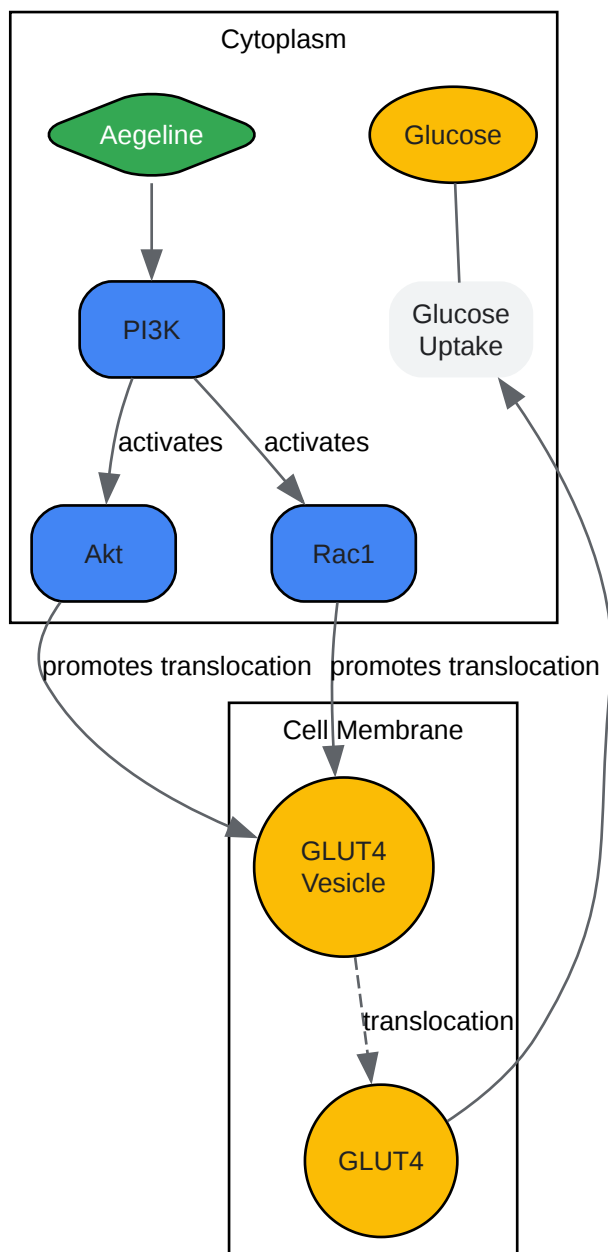 Cytoplasm
Aegeline
Glucose
PI3K
Glucose
Uptake
activates
activates
Akt
Rac1
promotes translocation
promotes translocation
Cell Membrane
GLUT4
Vesicle
translocation
GLUT4